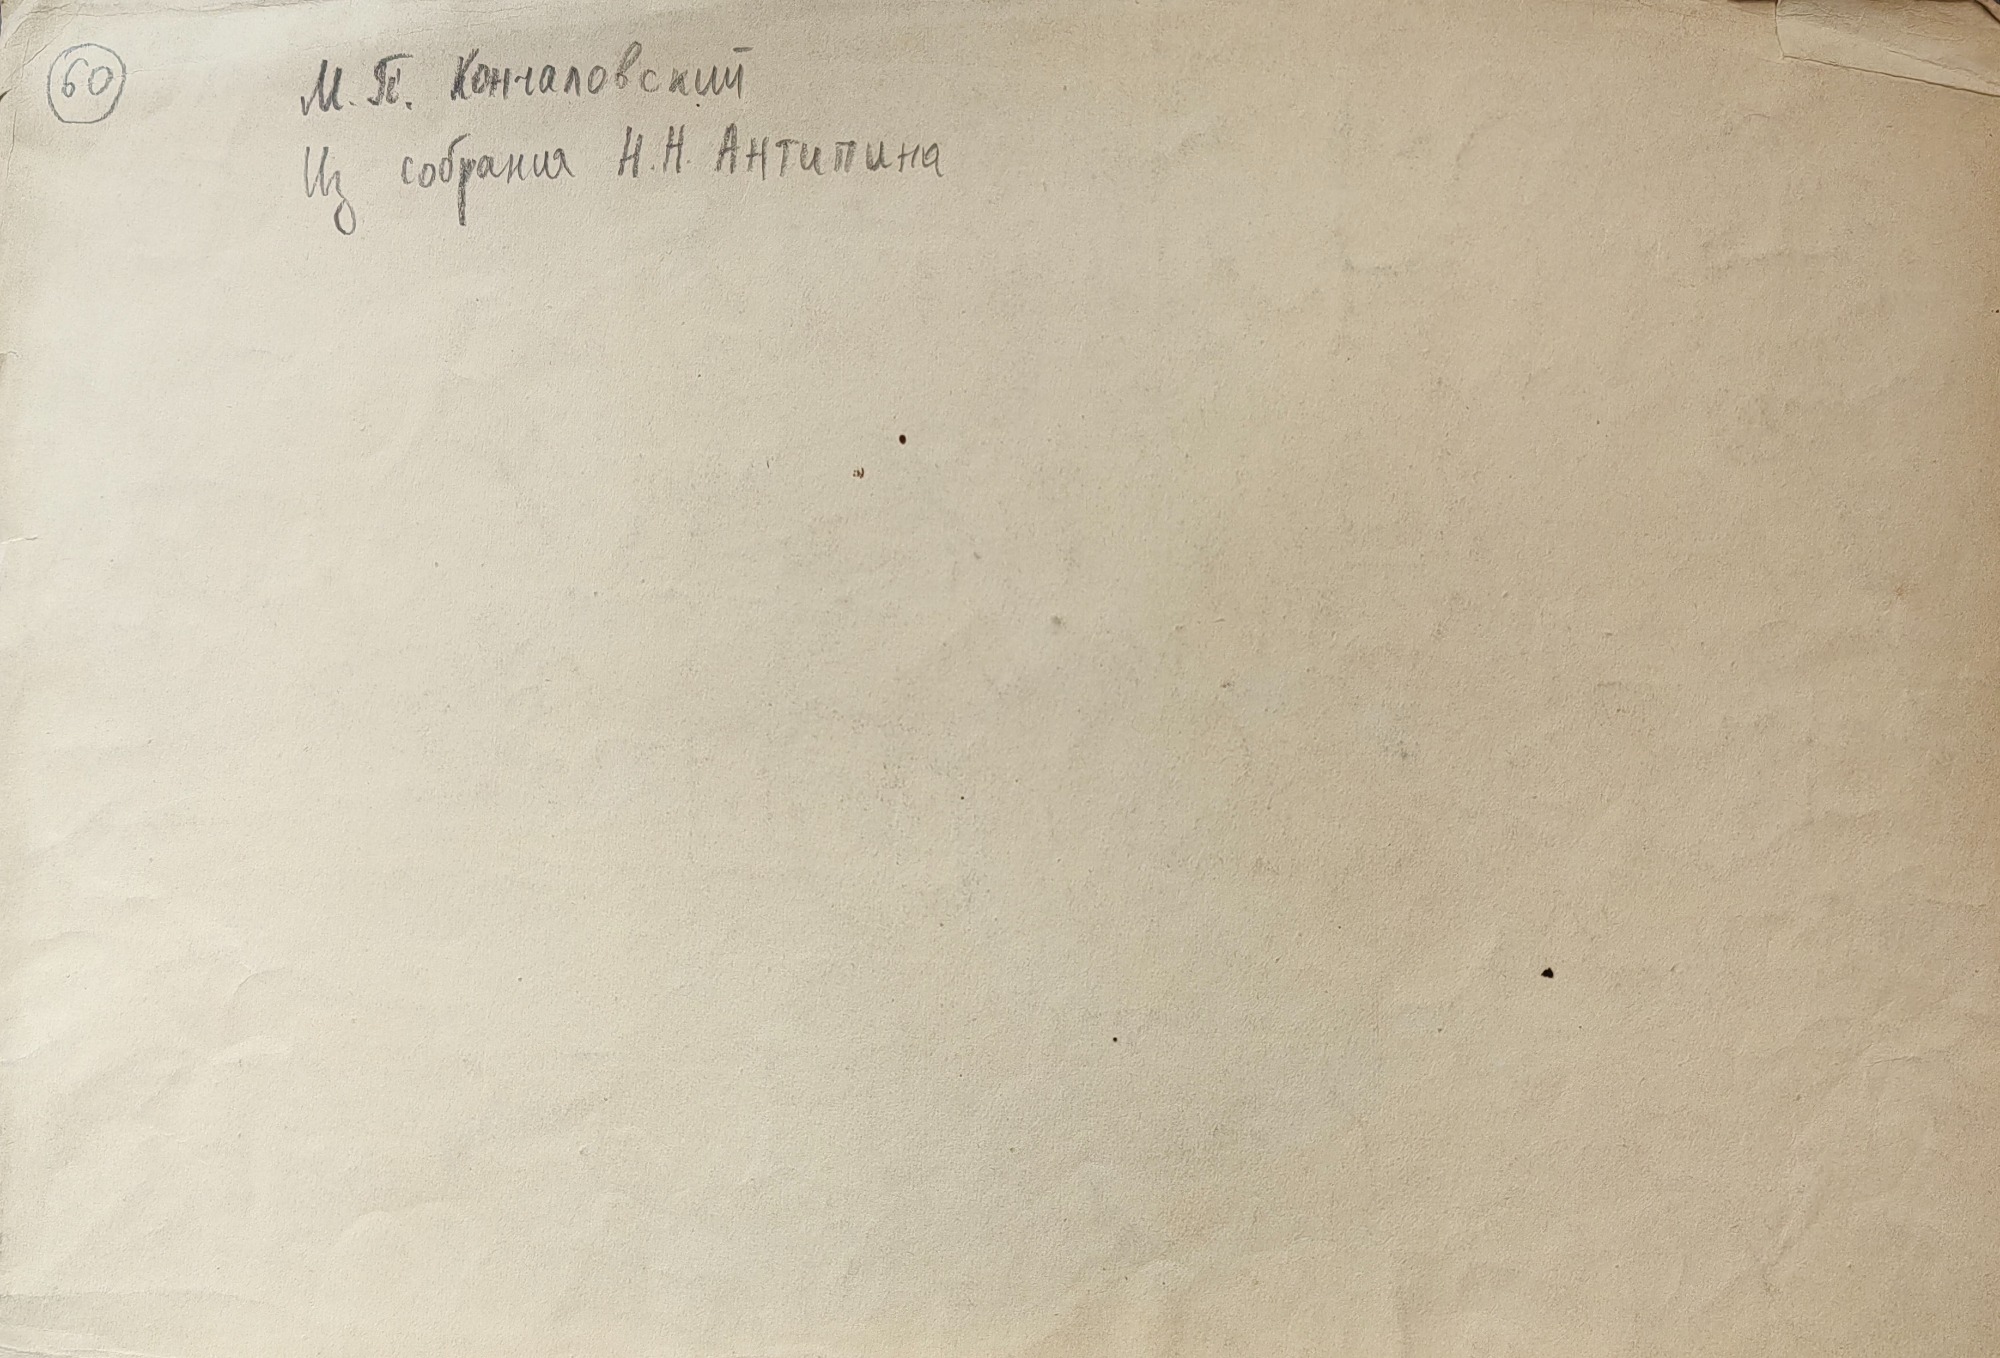 60
М. П. Кончаловский
Из собрания Н. Н. Антипина